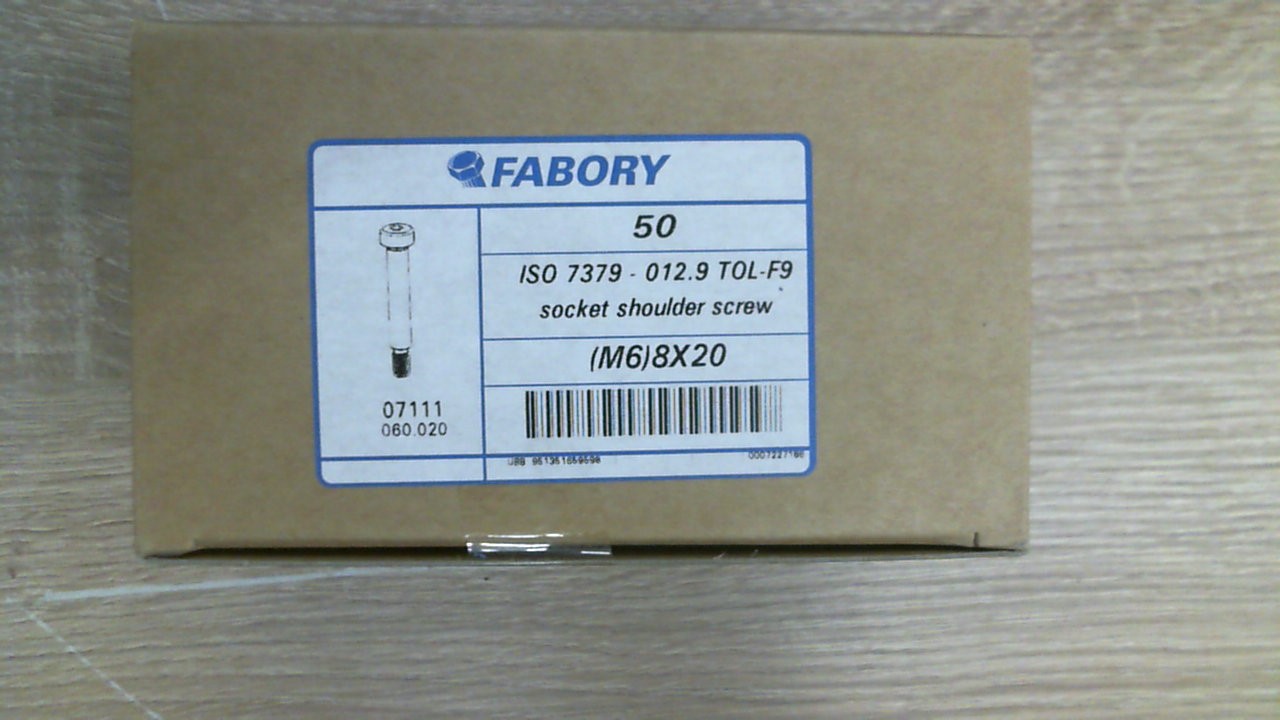 FABORY
50
ISO 7379 - 012.9 TOL-F9
socket shoulder screw
(M6)8X20
07111
060.020